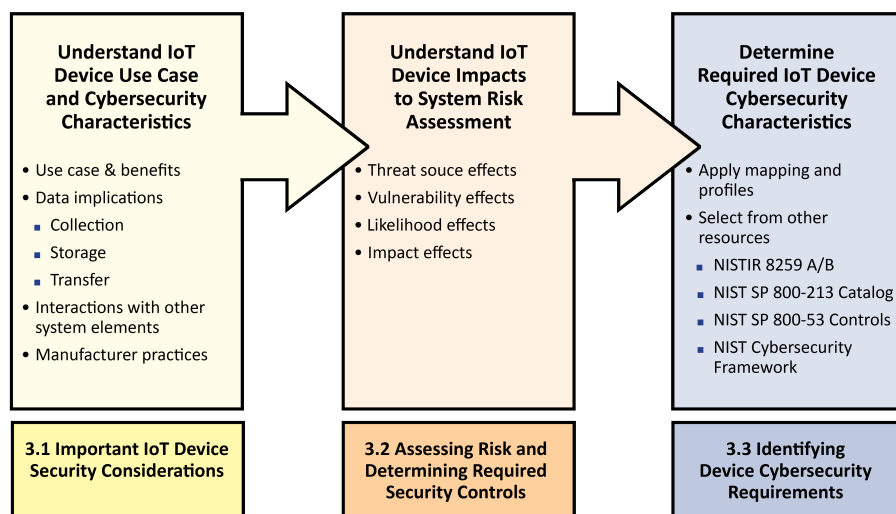 Understand IoT
Device Use Case
and Cybersecurity
Characteristics
• Use case & benefits
• Data implications
▪ Collection
▪ Storage
▪ Transfer
• Interactions with other
system elements
• Manufacturer practices
3.1 Important IoT Device
Security Considerations
Understand IoT
Device Impacts
to System Risk
Assessment
• Threat souce effects
• Vulnerability effects
• Likelihood effects
• Impact effects
3.2 Assessing Risk and
Determining Required
Security Controls
Determine
Required IoT Device
Cybersecurity
Characteristics
• Apply mapping and
profiles
• Select from other
resources
▪ NISTIR 8259 A/B
▪ NIST SP 800-213 Catalog
▪ NIST SP 800-53 Controls
▪ NIST Cybersecurity
Framework
3.3 Identifying
Device Cybersecurity
Requirements